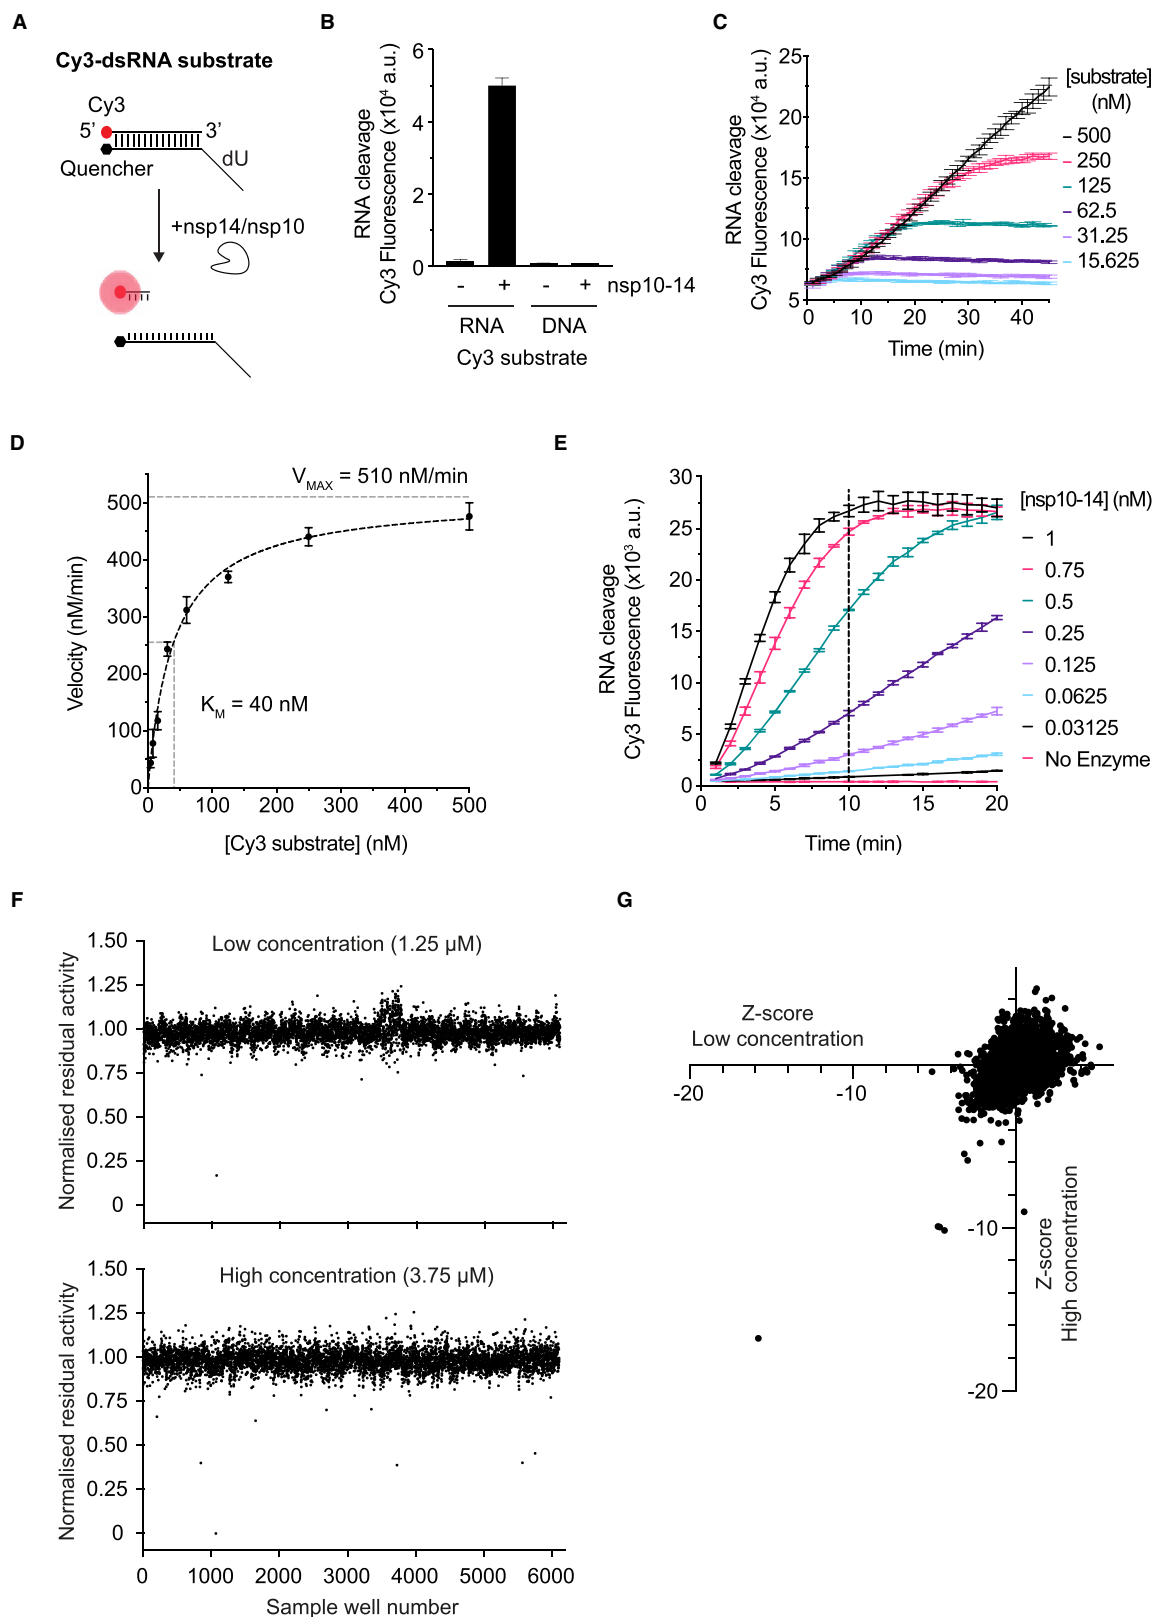 A
Cy3-dsRNA substrate
Cy3
5’ 3’
Quencher dU
+nsp14/nsp10
B
RNA cleavage
Cy3 Fluorescence (x10⁴ a.u.)
6
4
2
0
- + - + nsp10-14
RNA DNA
Cy3 substrate
C
RNA cleavage
Cy3 Fluorescence (x10⁴ a.u.)
25
20
15
10
5
0 10 20 30 40
Time (min)
[substrate]
(nM)
500
250
125
62.5
31.25
15.625
D
V_MAX = 510 nM/min
K_M = 40 nM
Velocity (nM/min)
500
400
300
200
100
0
0 100 200 300 400 500
[Cy3 substrate] (nM)
E
RNA cleavage
Cy3 Fluorescence (x10³ a.u.)
30
25
20
15
10
5
0
0 5 10 15 20
Time (min)
[nsp10-14] (nM)
1
0.75
0.5
0.25
0.125
0.0625
0.03125
No Enzyme
F
Low concentration (1.25 µM)
Normalised residual activity
1.50
1.25
1.00
0.75
0.50
0.25
0
High concentration (3.75 µM)
Normalised residual activity
1.50
1.25
1.00
0.75
0.50
0.25
0
0 1000 2000 3000 4000 5000 6000
Sample well number
G
Z-score
Low concentration
-20 -10
-10
-20
Z-score
High concentration